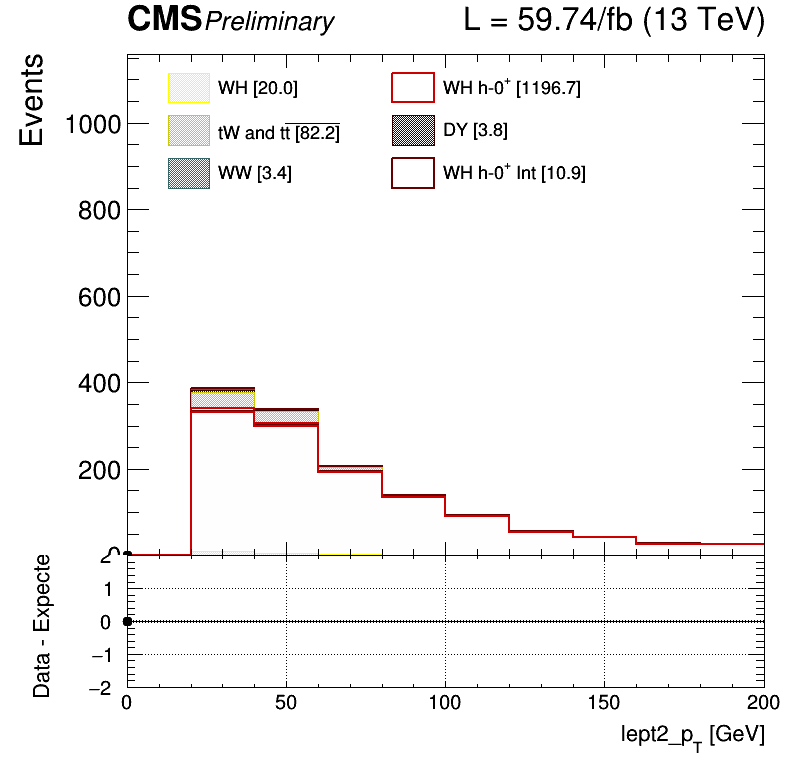 CMS Preliminary L = 59.74/fb (13 TeV)
Events
WH [20.0] WH h-0⁺ [1196.7]
tW and tt̅ [82.2] DY [3.8]
WW [3.4] WH h-0⁺ Int [10.9]
1000
800
600
400
200
0
2
1
0
−1
−2
Data - Expecte
0 50 100 150 200
lept2_p_T [GeV]